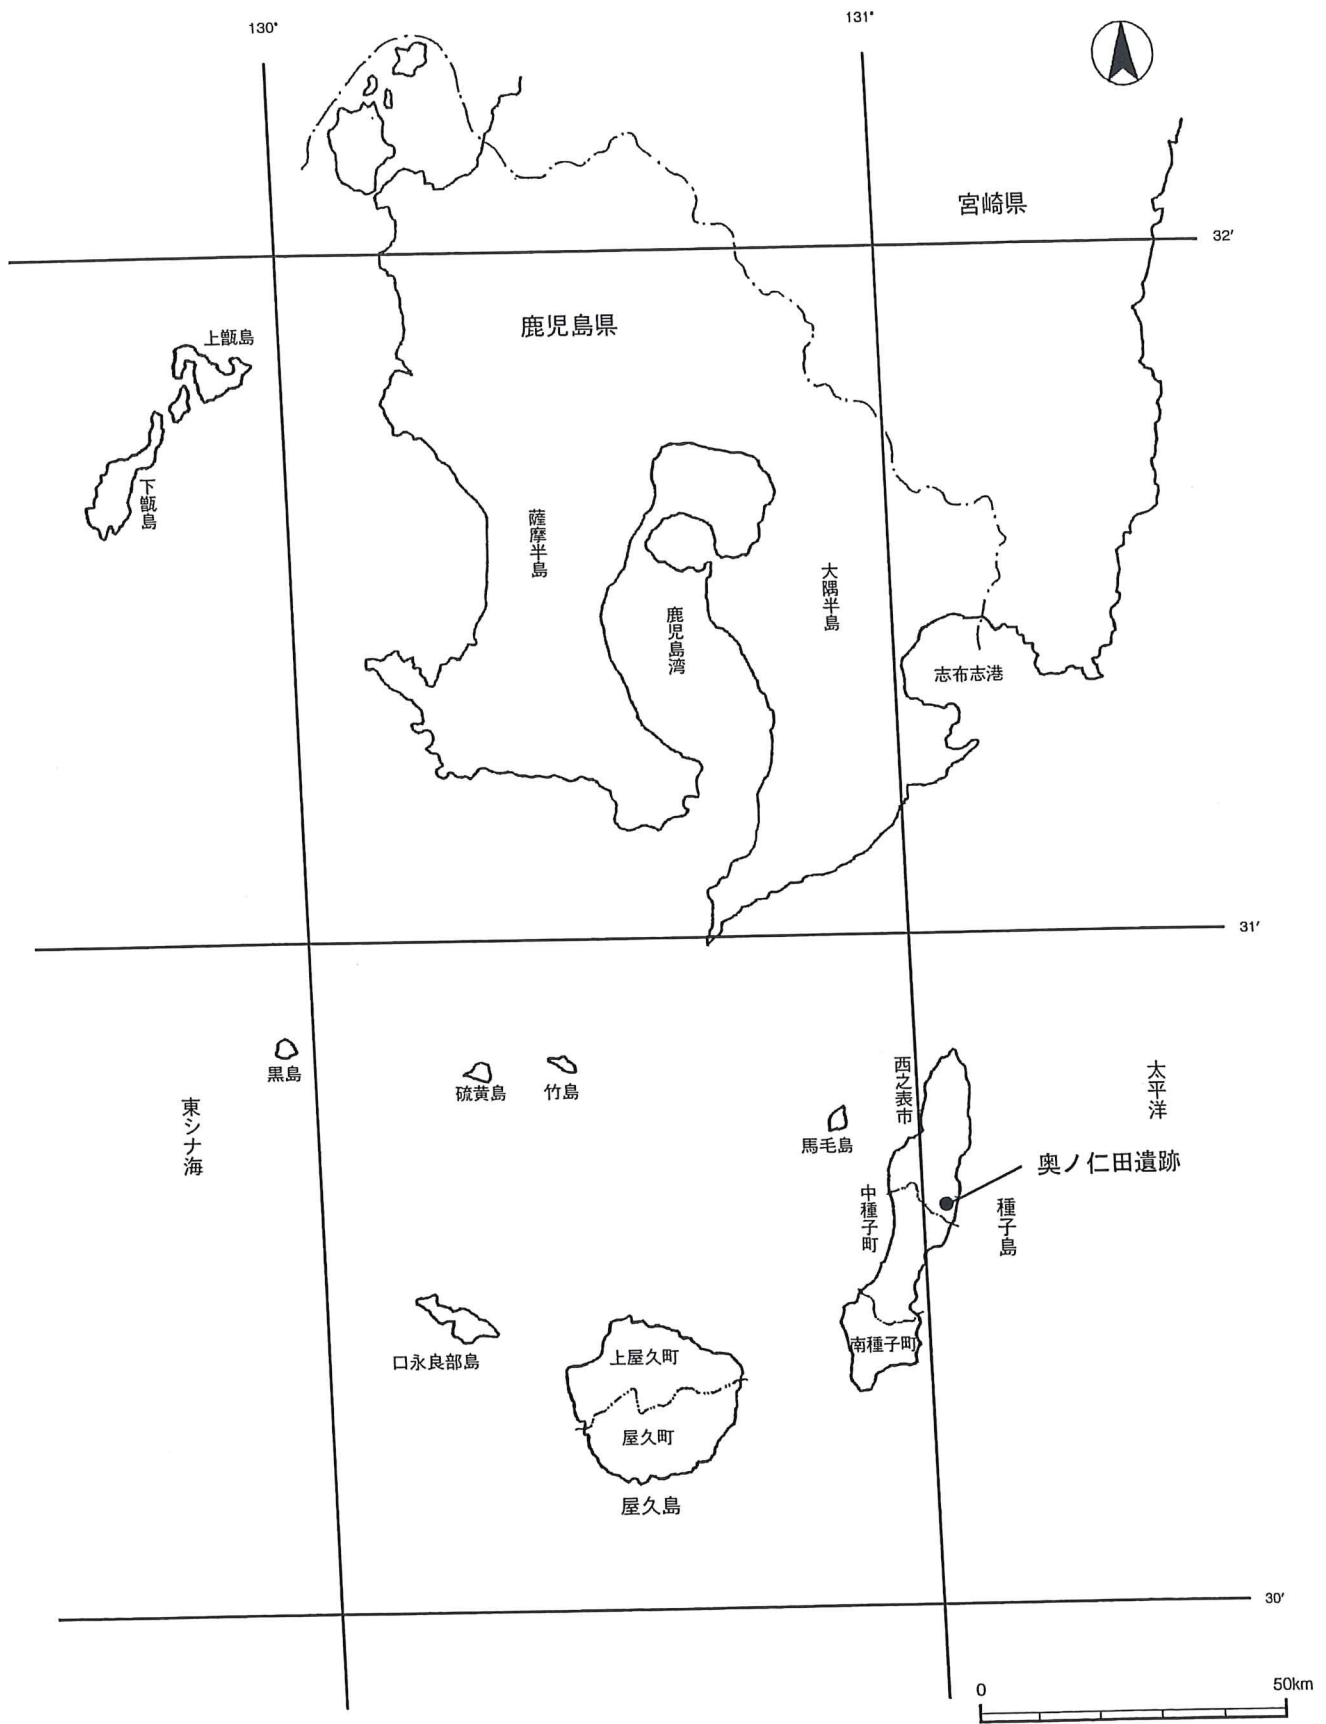 130°
131°
宮崎県
32′
鹿児島県
上甑島
下甑島
薩摩半島
大隅半島
鹿児島湾
志布志港
31′
黒島
硫黄島
竹島
西之表市
太平洋
東シナ海
馬毛島
奥ノ仁田遺跡
中種子町
種子島
南種子町
口永良部島
上屋久町
屋久町
屋久島
30′
0
50km